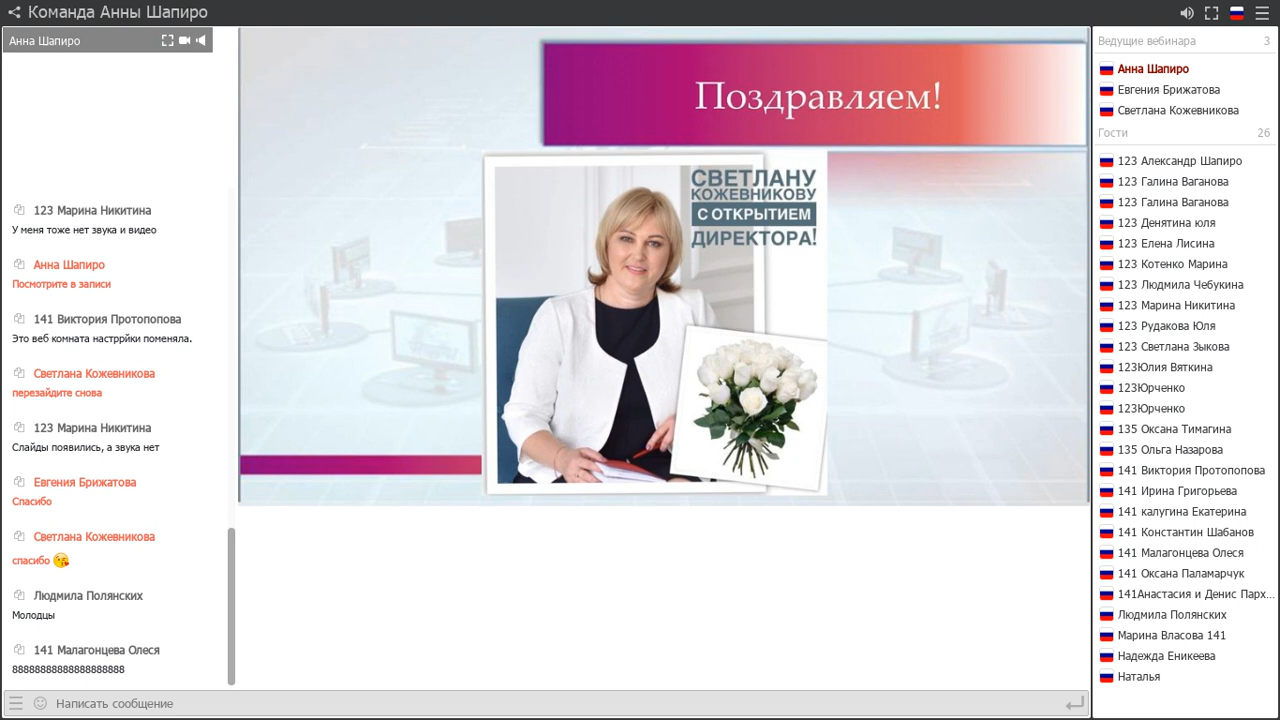 Команда Анны Шапиро
Анна Шапиро
123 Марина Никитина
У меня тоже нет звука и видео
Анна Шапиро
Посмотрите в записи
141 Виктория Протопопова
Это веб комната настррйки поменяла.
Светлана Кожевникова
перезайдите снова
123 Марина Никитина
Слайды появились, а звука нет
Евгения Брижатова
Спасибо
Светлана Кожевникова
спасибо
Людмила Полянских
Молодцы
141 Малагонцева Олеся
88888888888888888888
Написать сообщение
Поздравляем!
СВЕТЛАНУ
КОЖЕВНИКОВУ
С ОТКРЫТИЕМ
ДИРЕКТОРА!
Ведущие вебинара 3
Анна Шапиро
Евгения Брижатова
Светлана Кожевникова
Гости 26
123 Александр Шапиро
123 Галина Ваганова
123 Галина Ваганова
123 Денятина юля
123 Елена Лисина
123 Котенко Марина
123 Людмила Чебукина
123 Марина Никитина
123 Рудакова Юля
123 Светлана Зыкова
123Юлия Вяткина
123Юрченко
123Юрченко
135 Оксана Тимагина
135 Ольга Назарова
141 Виктория Протопопова
141 Ирина Григорьева
141 калугина Екатерина
141 Константин Шабанов
141 Малагонцева Олеся
141 Оксана Паламарчук
141Анастасия и Денис Парх...
Людмила Полянских
Марина Власова 141
Надежда Еникеева
Наталья